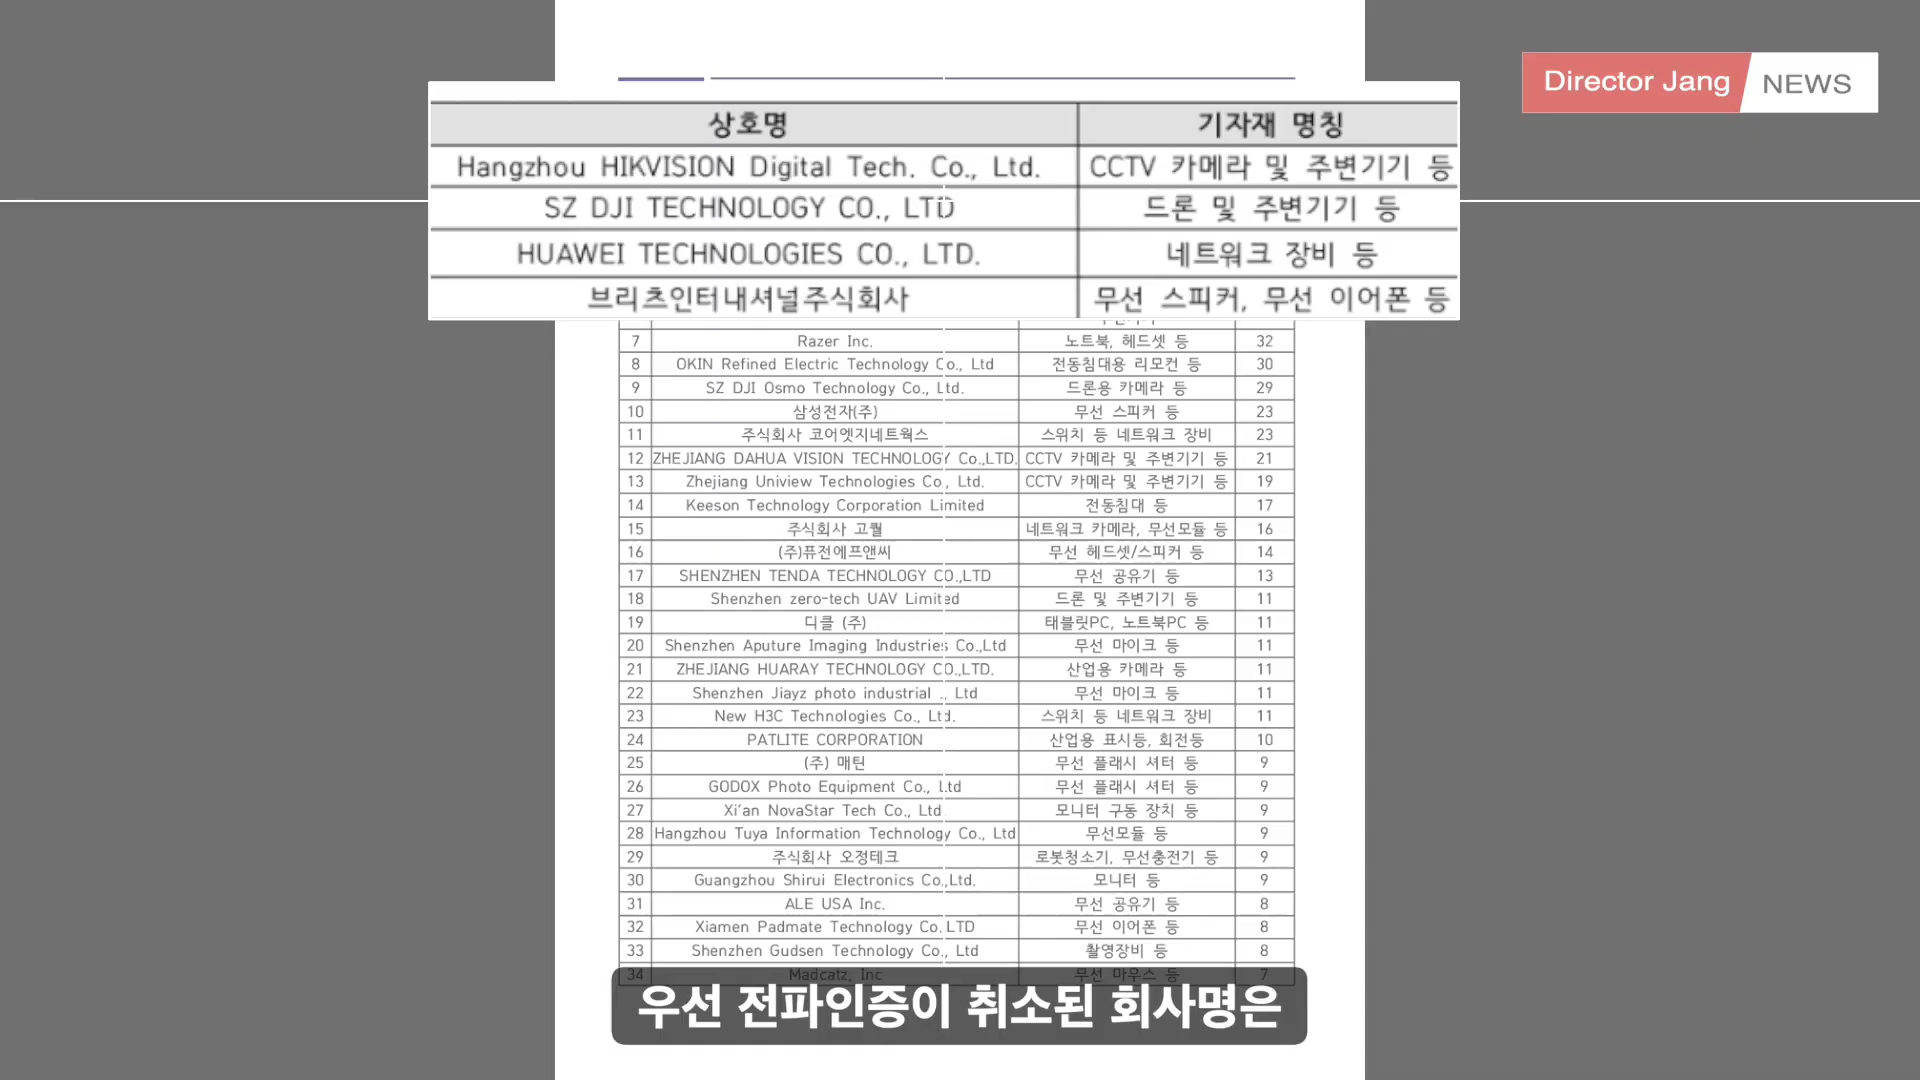 Director Jang NEWS
상호명 기자재 명칭
Hangzhou HIKVISION Digital Tech. Co., Ltd. CCTV 카메라 및 주변기기 등
SZ DJI TECHNOLOGY CO., LTD 드론 및 주변기기 등
HUAWEI TECHNOLOGIES CO., LTD. 네트워크 장비 등
브리츠인터내셔널주식회사 무선 스피커, 무선 이어폰 등
7 Razer Inc. 노트북, 헤드셋 등 32
8 OKIN Refined Electric Technology Co., Ltd 전동침대용 리모컨 등 30
9 SZ DJI Osmo Technology Co., Ltd. 드론용 카메라 등 29
10 삼성전자(주) 무선 스피커 등 23
11 주식회사 코어엣지네트웍스 스위치 등 네트워크 장비 23
12 ZHEJIANG DAHUA VISION TECHNOLOGY Co.,LTD. CCTV 카메라 및 주변기기 등 21
13 Zhejiang Uniview Technologies Co., Ltd. CCTV 카메라 및 주변기기 등 19
14 Keeson Technology Corporation Limited 전동침대 등 17
15 주식회사 고퀄 네트워크 카메라, 무선모듈 등 16
16 (주)퓨전에프앤씨 무선 헤드셋/스피커 등 14
17 SHENZHEN TENDA TECHNOLOGY CO.,LTD 무선 공유기 등 13
18 Shenzhen zero-tech UAV Limited 드론 및 주변기기 등 11
19 디클 (주) 태블릿PC, 노트북PC 등 11
20 Shenzhen Aputure Imaging Industries Co.,Ltd 무선 마이크 등 11
21 ZHEJIANG HUARAY TECHNOLOGY CO.,LTD. 산업용 카메라 등 11
22 Shenzhen Jiayz photo industrial ., Ltd 무선 마이크 등 11
23 New H3C Technologies Co., Ltd. 스위치 등 네트워크 장비 11
24 PATLITE CORPORATION 산업용 표시등, 회전등 10
25 (주) 매틴 무선 플래시 셔터 등 9
26 GODOX Photo Equipment Co., Ltd 무선 플래시 셔터 등 9
27 Xi'an NovaStar Tech Co., Ltd 모니터 구동 장치 등 9
28 Hangzhou Tuya Information Technology Co., Ltd 무선모듈 등 9
29 주식회사 오정테크 로봇청소기, 무선충전기 등 9
30 Guangzhou Shirui Electronics Co.,Ltd. 모니터 등 9
31 ALE USA Inc. 무선 공유기 등 8
32 Xiamen Padmate Technology Co.LTD 무선 이어폰 등 8
33 Shenzhen Gudsen Technology Co., Ltd 촬영장비 등 8
34 Madcatz, Inc 무선 마우스 등 7
우선 전파인증이 취소된 회사명은